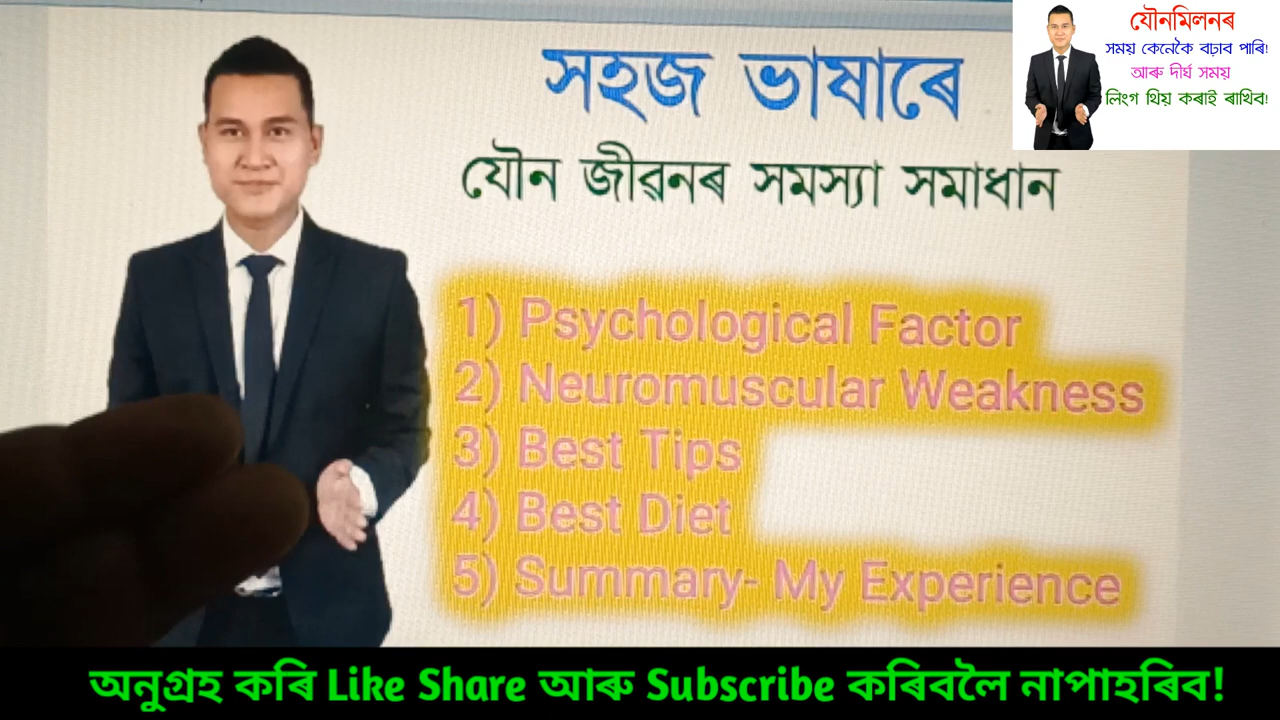 সহজ ভাষাৰে
যৌন জীৱনৰ সমস্যা সমাধান
1) Psychological Factor
2) Neuromuscular Weakness
3) Best Tips
4) Best Diet
5) Summary- My Experience
যৌনমিলনৰ
সময় কেনেকৈ বঢ়াব পাৰি!
আৰু দীৰ্ঘ সময়
লিংগ থিয় কৰাই ৰাখিব!
অনুগ্ৰহ কৰি Like Share আৰু Subscribe কৰিবলৈ নাপাহৰিব!